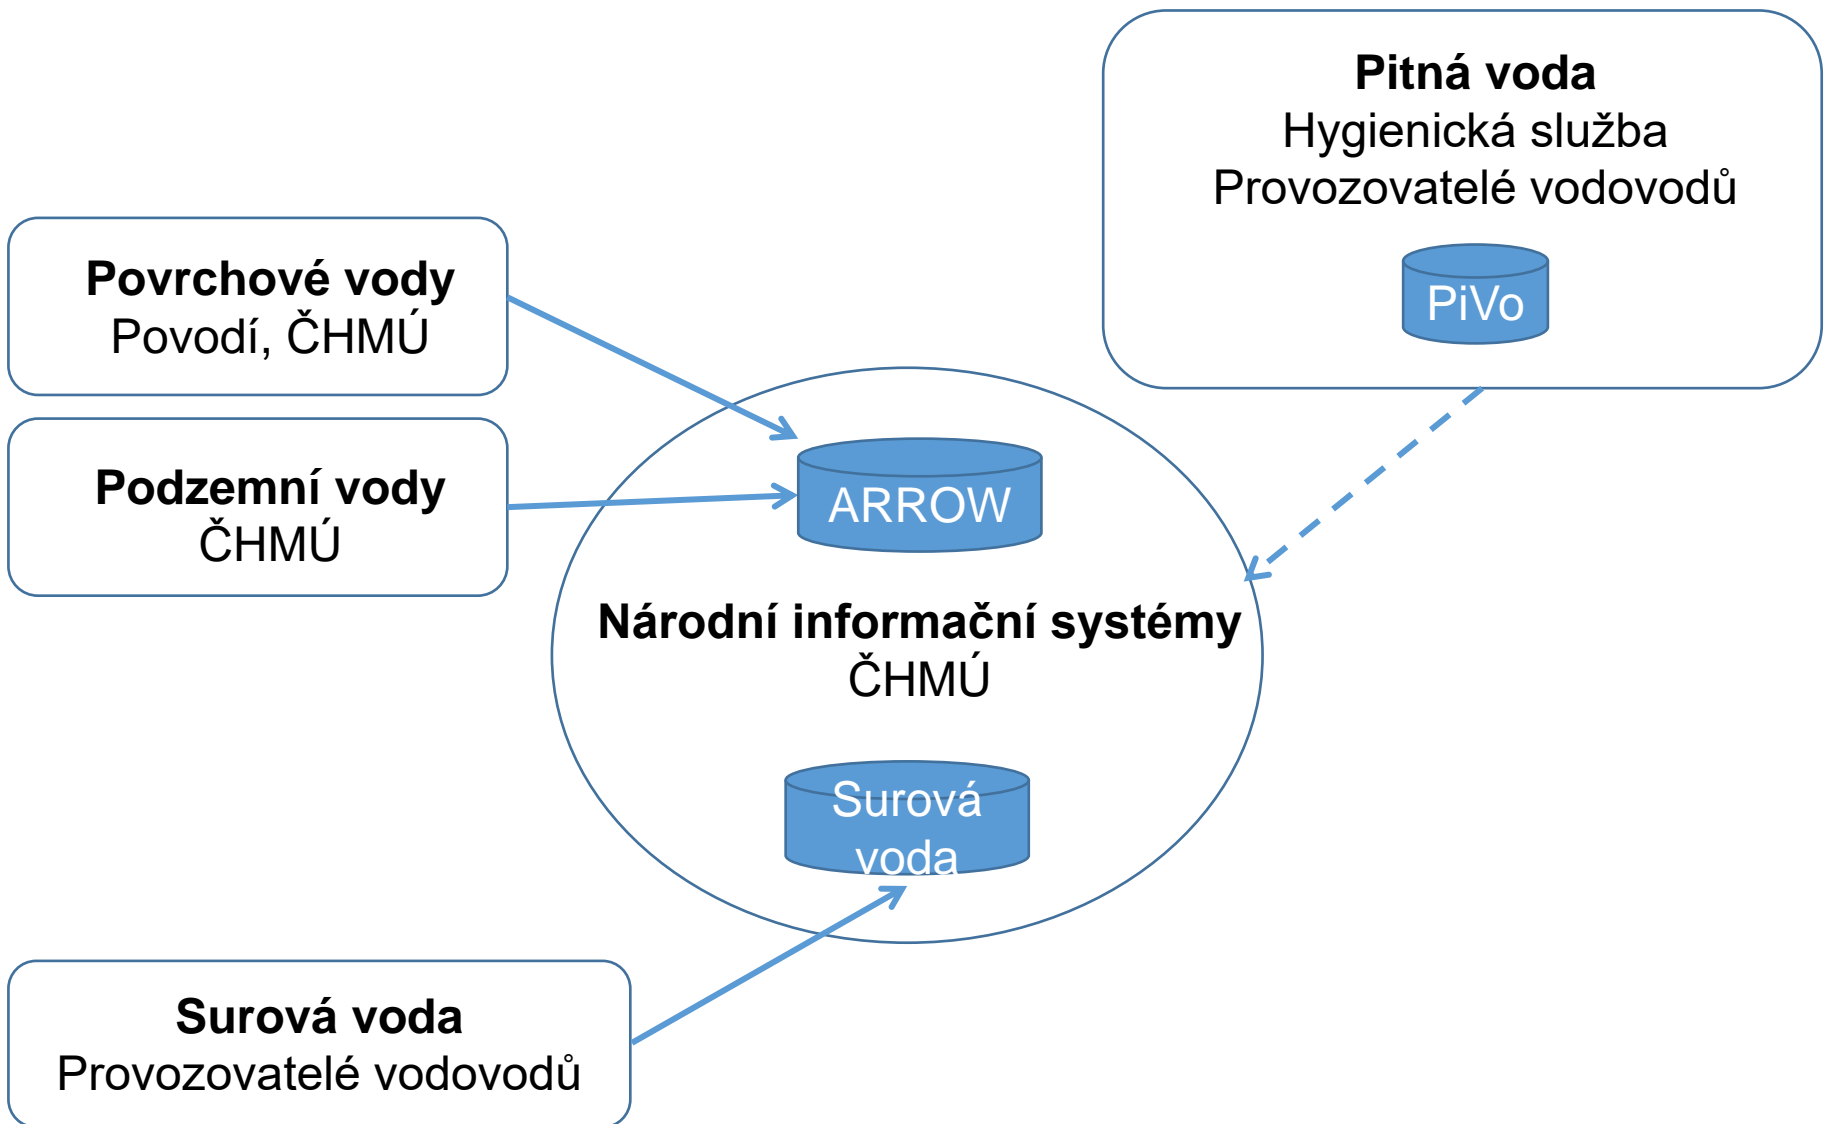 Pitná voda
Hygienická služba
Provozovatelé vodovodů
PiVo
Povrchové vody
Povodí, ČHMÚ
Podzemní vody
ČHMÚ
ARROW
Národní informační systémy
ČHMÚ
Surová
voda
Surová voda
Provozovatelé vodovodů